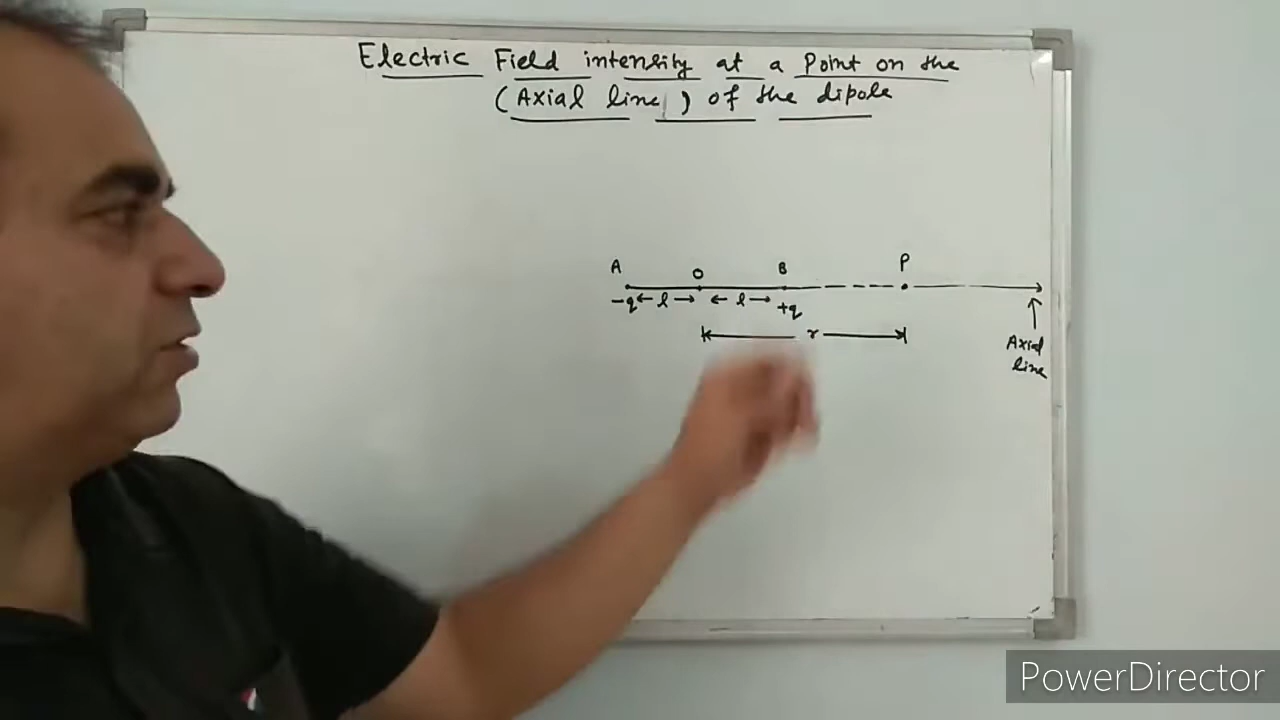 Electric Field intensity at a Point on the
(Axial line) of the dipole
A O B P
-q l l +q
r
Axial
line
PowerDirector